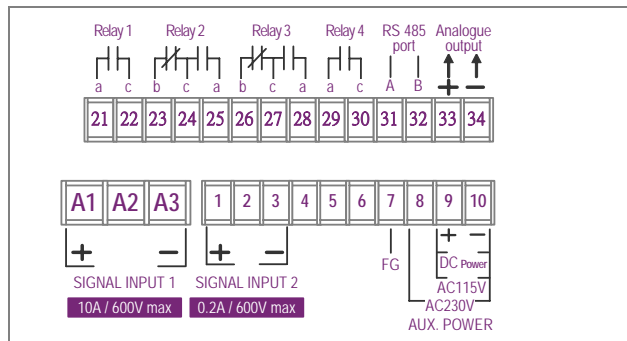 Relay 1 Relay 2 Relay 3 Relay 4 RS 485 port Analogue output
a c b c a b c a a c A B + −
21 22 23 24 25 26 27 28 29 30 31 32 33 34
A1 A2 A3 1 2 3 4 5 6 7 8 9 10
+ − + − + −
FG DC Power
SIGNAL INPUT 1 SIGNAL INPUT 2 AC115V
10A / 600V max 0.2A / 600V max AC230V
AUX. POWER